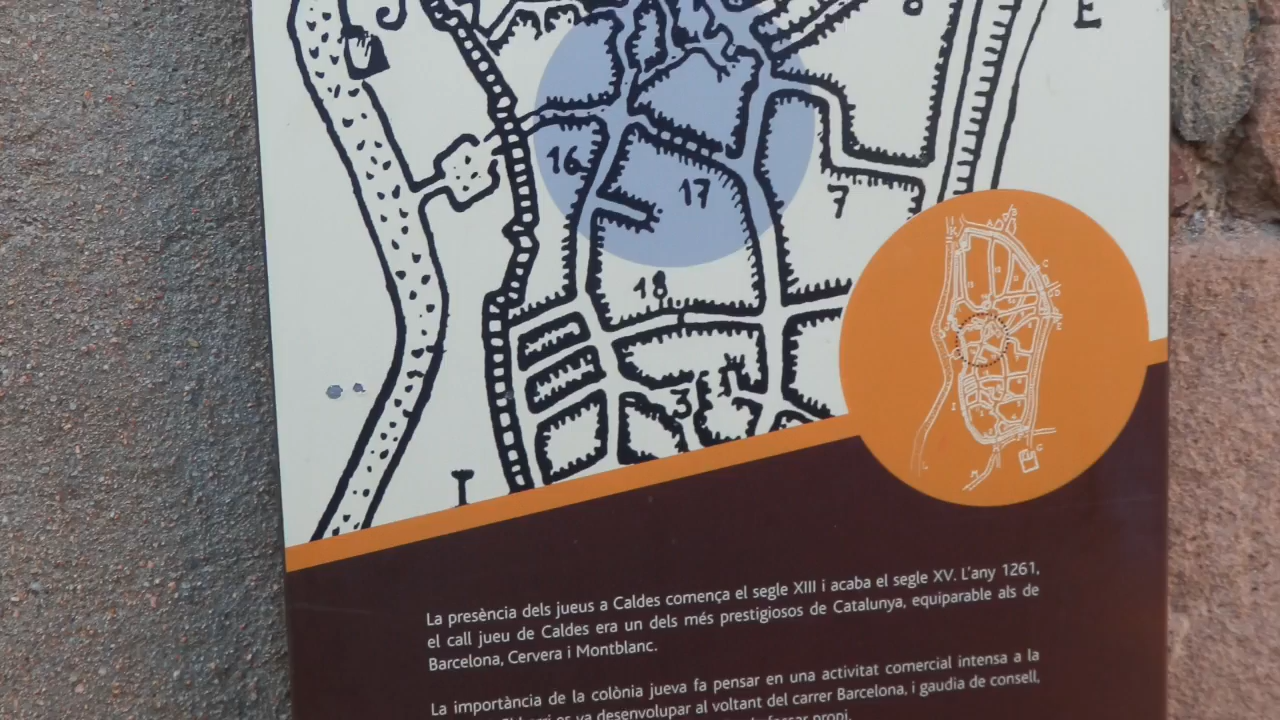 E
16
17
7
18
3
I
La presència dels jueus a Caldes comença el segle XIII i acaba el segle XV. L'any 1261,
el call jueu de Caldes era un dels més prestigiosos de Catalunya, equiparable als de
Barcelona, Cervera i Montblanc.
La importància de la colònia jueva fa pensar en una activitat comercial intensa a la
es va desenvolupar al voltant del carrer Barcelona, i gaudia de consell,
propi.